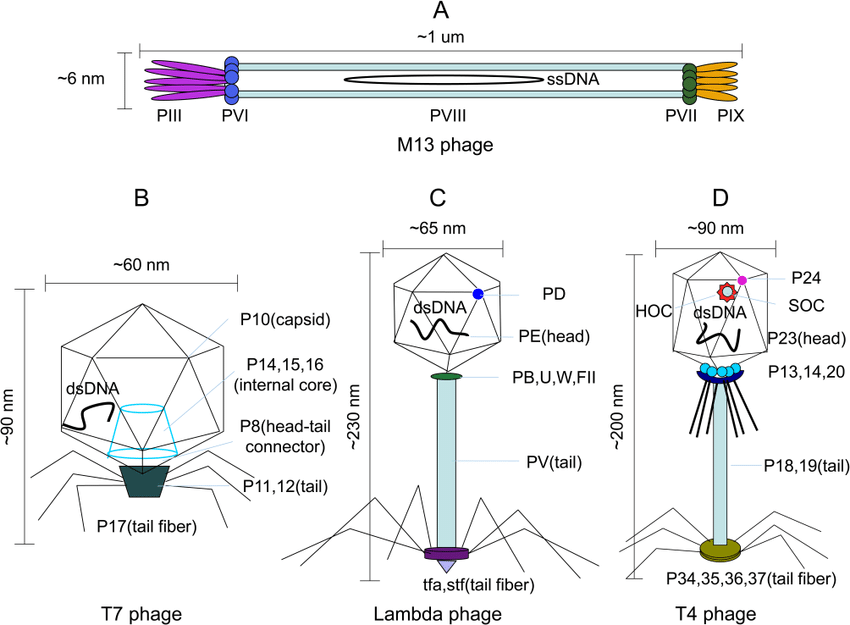 A
~1 um
~6 nm
ssDNA
PIII
PVI
PVIII
PVII
PIX
M13 phage
B
~60 nm
~90 nm
dsDNA
P10(capsid)
P14,15,16
(internal core)
P8(head-tail
connector)
P11,12(tail)
P17(tail fiber)
T7 phage
C
~65 nm
~230 nm
dsDNA
PD
PE(head)
PB,U,W,FII
PV(tail)
tfa,stf(tail fiber)
Lambda phage
D
~90 nm
~200 nm
P24
HOC
SOC
dsDNA
P23(head)
P13,14,20
P18,19(tail)
P34,35,36,37(tail fiber)
T4 phage